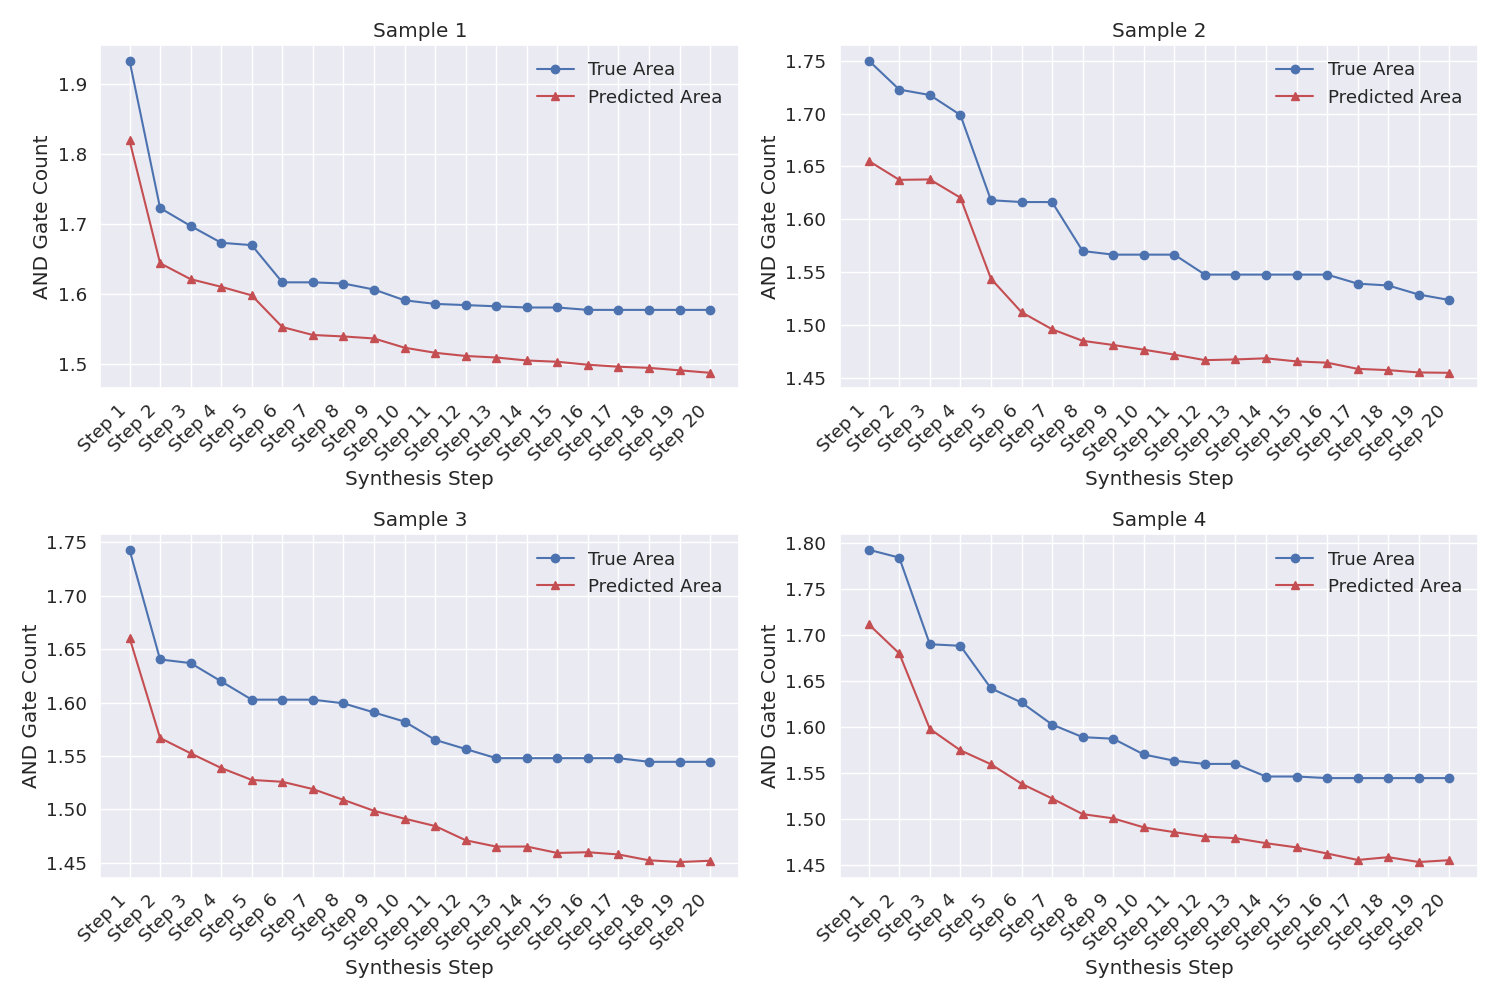 Sample 1
AND Gate Count
1.9
1.8
1.7
1.6
1.5
True Area
Predicted Area
Step 1
Step 2
Step 3
Step 4
Step 5
Step 6
Step 7
Step 8
Step 9
Step 10
Step 11
Step 12
Step 13
Step 14
Step 15
Step 16
Step 17
Step 18
Step 19
Step 20
Synthesis Step
Sample 2
AND Gate Count
1.75
1.70
1.65
1.60
1.55
1.50
1.45
True Area
Predicted Area
Step 1
Step 2
Step 3
Step 4
Step 5
Step 6
Step 7
Step 8
Step 9
Step 10
Step 11
Step 12
Step 13
Step 14
Step 15
Step 16
Step 17
Step 18
Step 19
Step 20
Synthesis Step
Sample 3
AND Gate Count
1.75
1.70
1.65
1.60
1.55
1.50
1.45
True Area
Predicted Area
Step 1
Step 2
Step 3
Step 4
Step 5
Step 6
Step 7
Step 8
Step 9
Step 10
Step 11
Step 12
Step 13
Step 14
Step 15
Step 16
Step 17
Step 18
Step 19
Step 20
Synthesis Step
Sample 4
AND Gate Count
1.80
1.75
1.70
1.65
1.60
1.55
1.50
1.45
True Area
Predicted Area
Step 1
Step 2
Step 3
Step 4
Step 5
Step 6
Step 7
Step 8
Step 9
Step 10
Step 11
Step 12
Step 13
Step 14
Step 15
Step 16
Step 17
Step 18
Step 19
Step 20
Synthesis Step